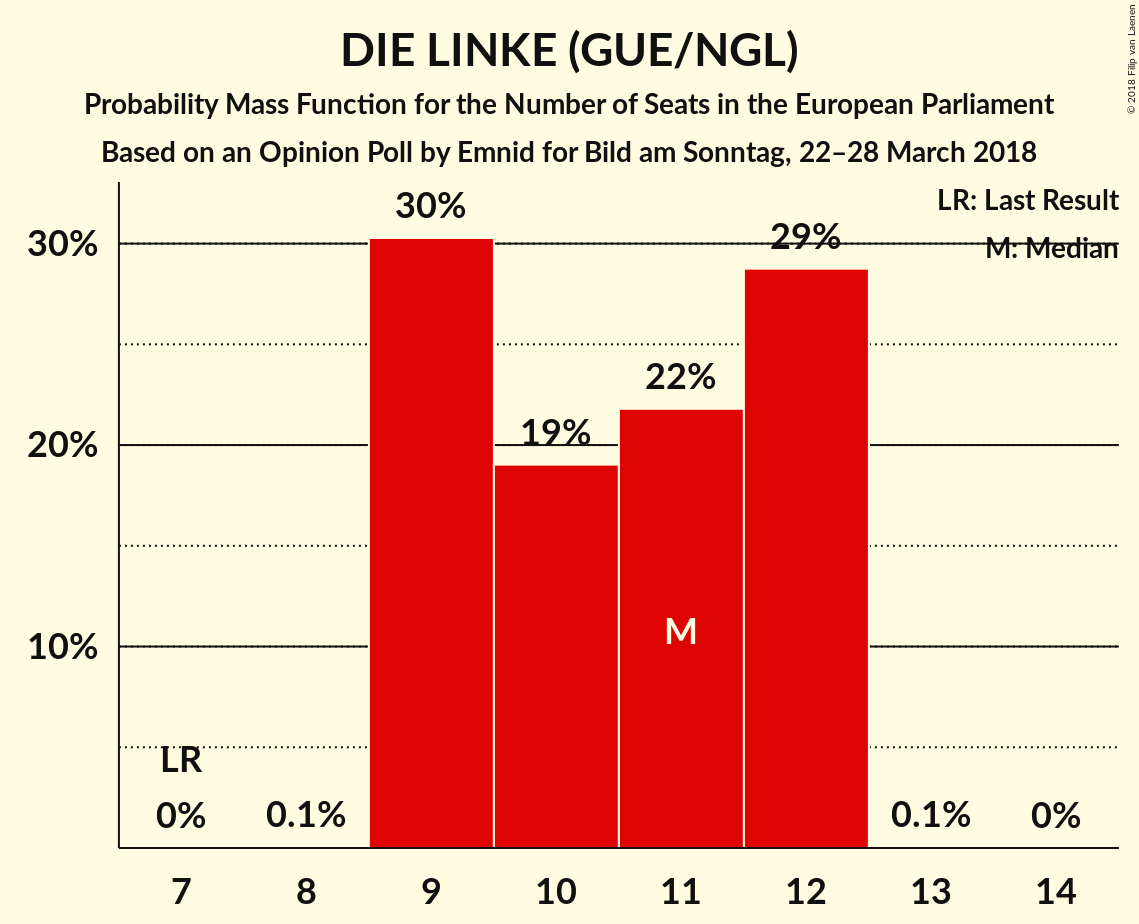 DIE LINKE (GUE/NGL)
Probability Mass Function for the Number of Seats in the European Parliament
Based on an Opinion Poll by Emnid for Bild am Sonntag, 22–28 March 2018
© 2018 Filip van Laenen
LR: Last Result
M: Median
30%
20%
10%
30%
29%
22%
19%
M
LR
0%
0.1%
0.1%
0%
7 8 9 10 11 12 13 14